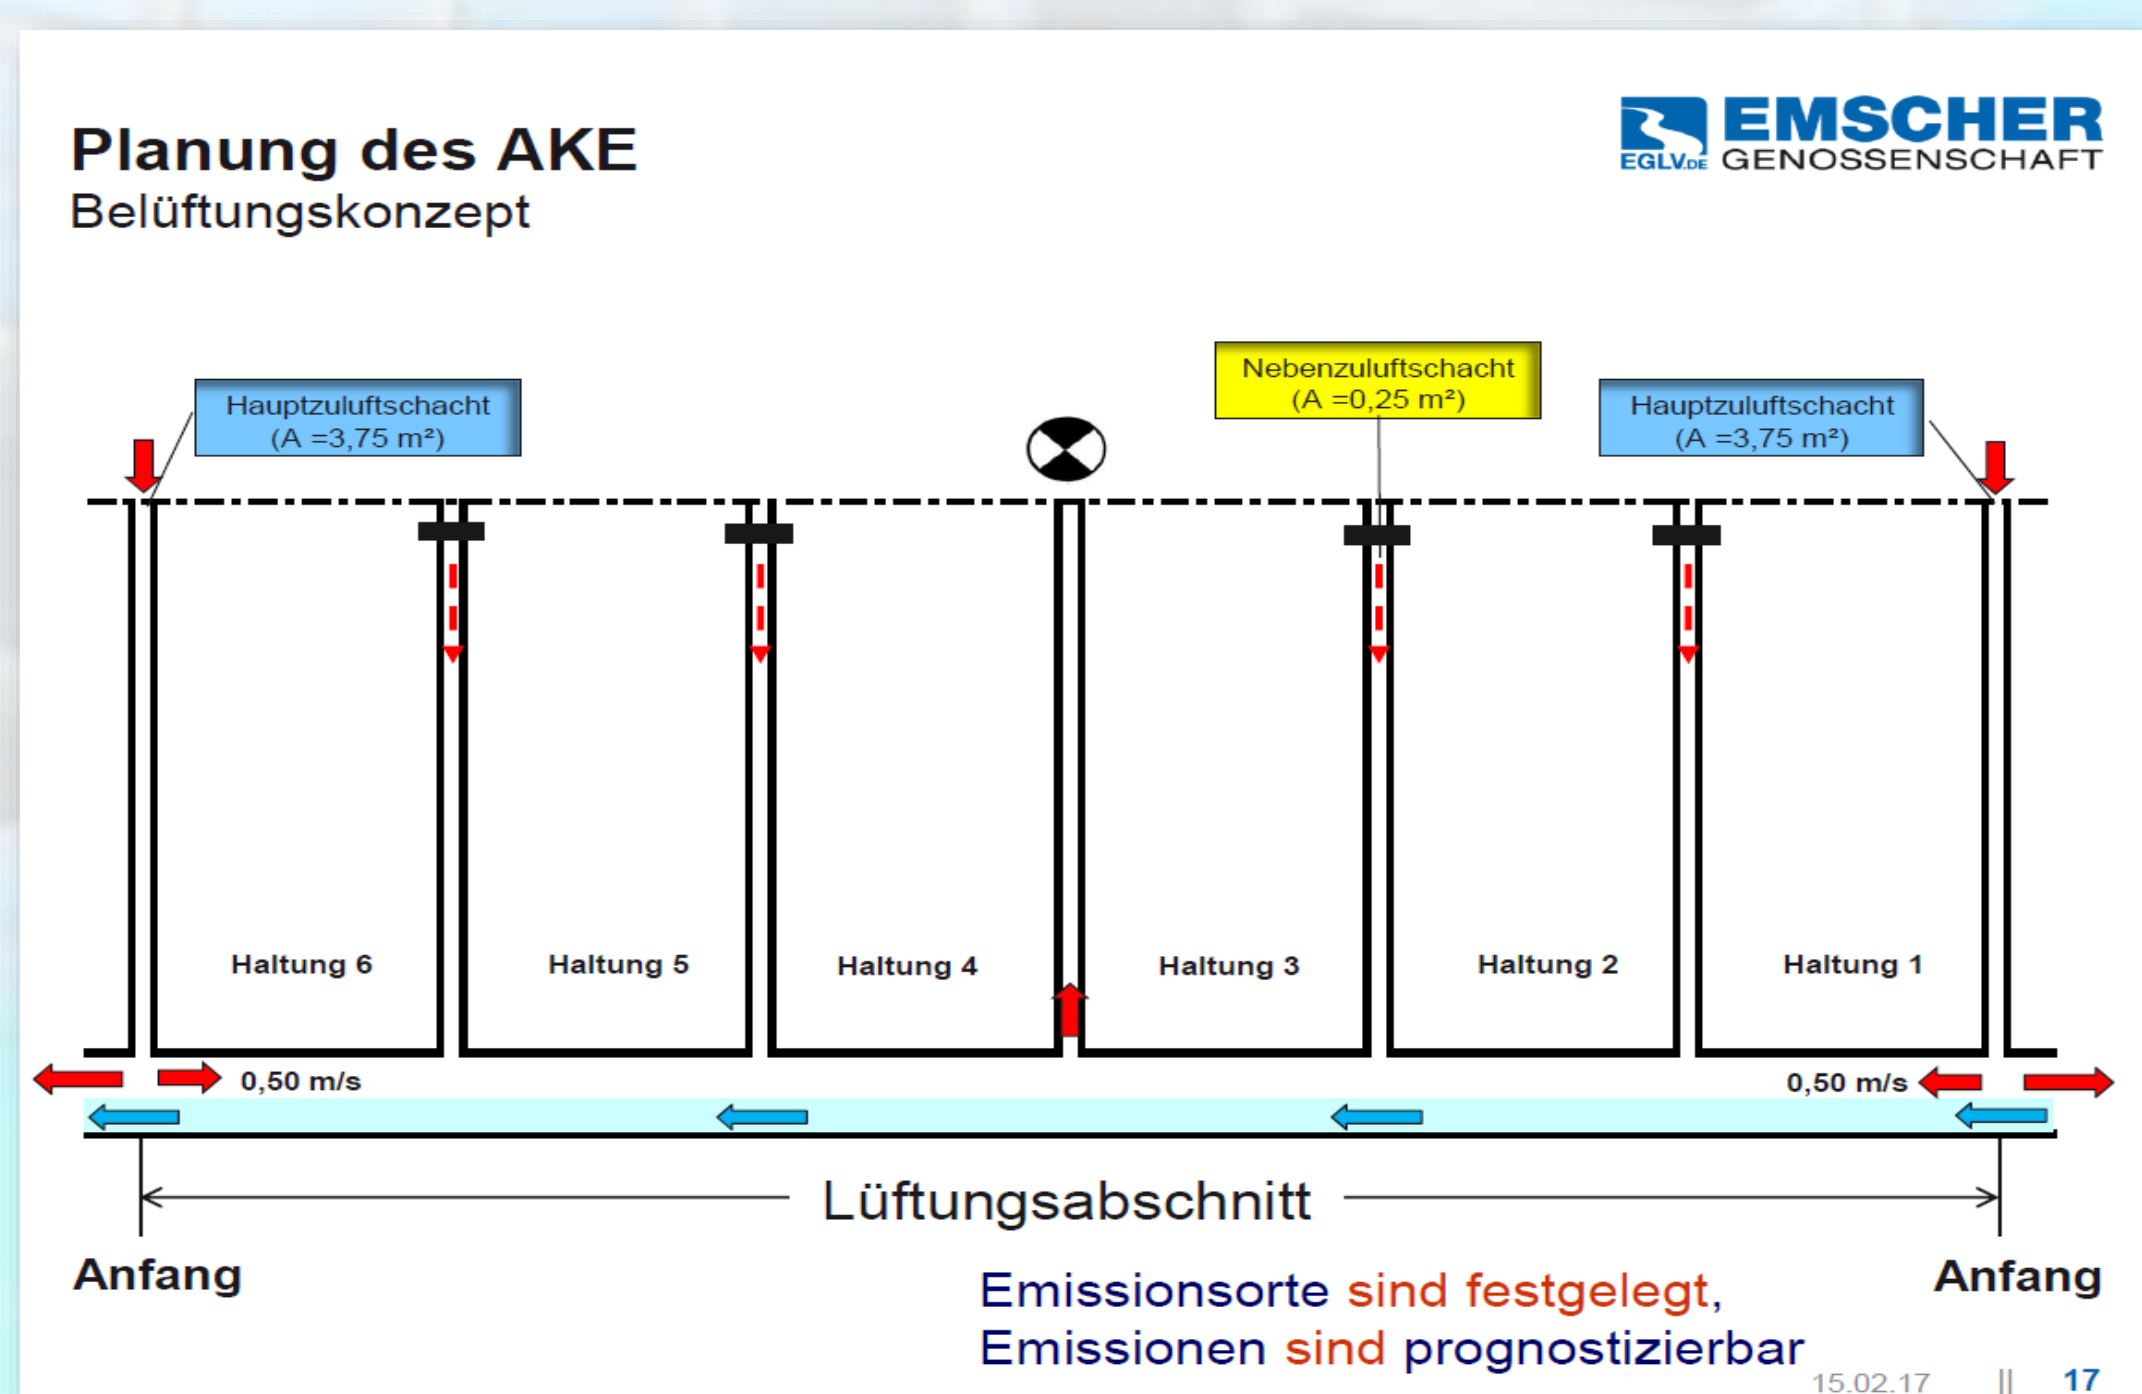 Planung des AKE
Belüftungskonzept
EMSCHER
GENOSSENSCHAFT
EGLV.DE
Hauptzuluftschacht
(A =3,75 m²)
Nebenzuluftschacht
(A =0,25 m²)
Hauptzuluftschacht
(A =3,75 m²)
Haltung 6
Haltung 5
Haltung 4
Haltung 3
Haltung 2
Haltung 1
0,50 m/s
0,50 m/s
Lüftungsabschnitt
Anfang
Anfang
Emissionsorte sind festgelegt,
Emissionen sind prognostizierbar
15.02.17 || 17